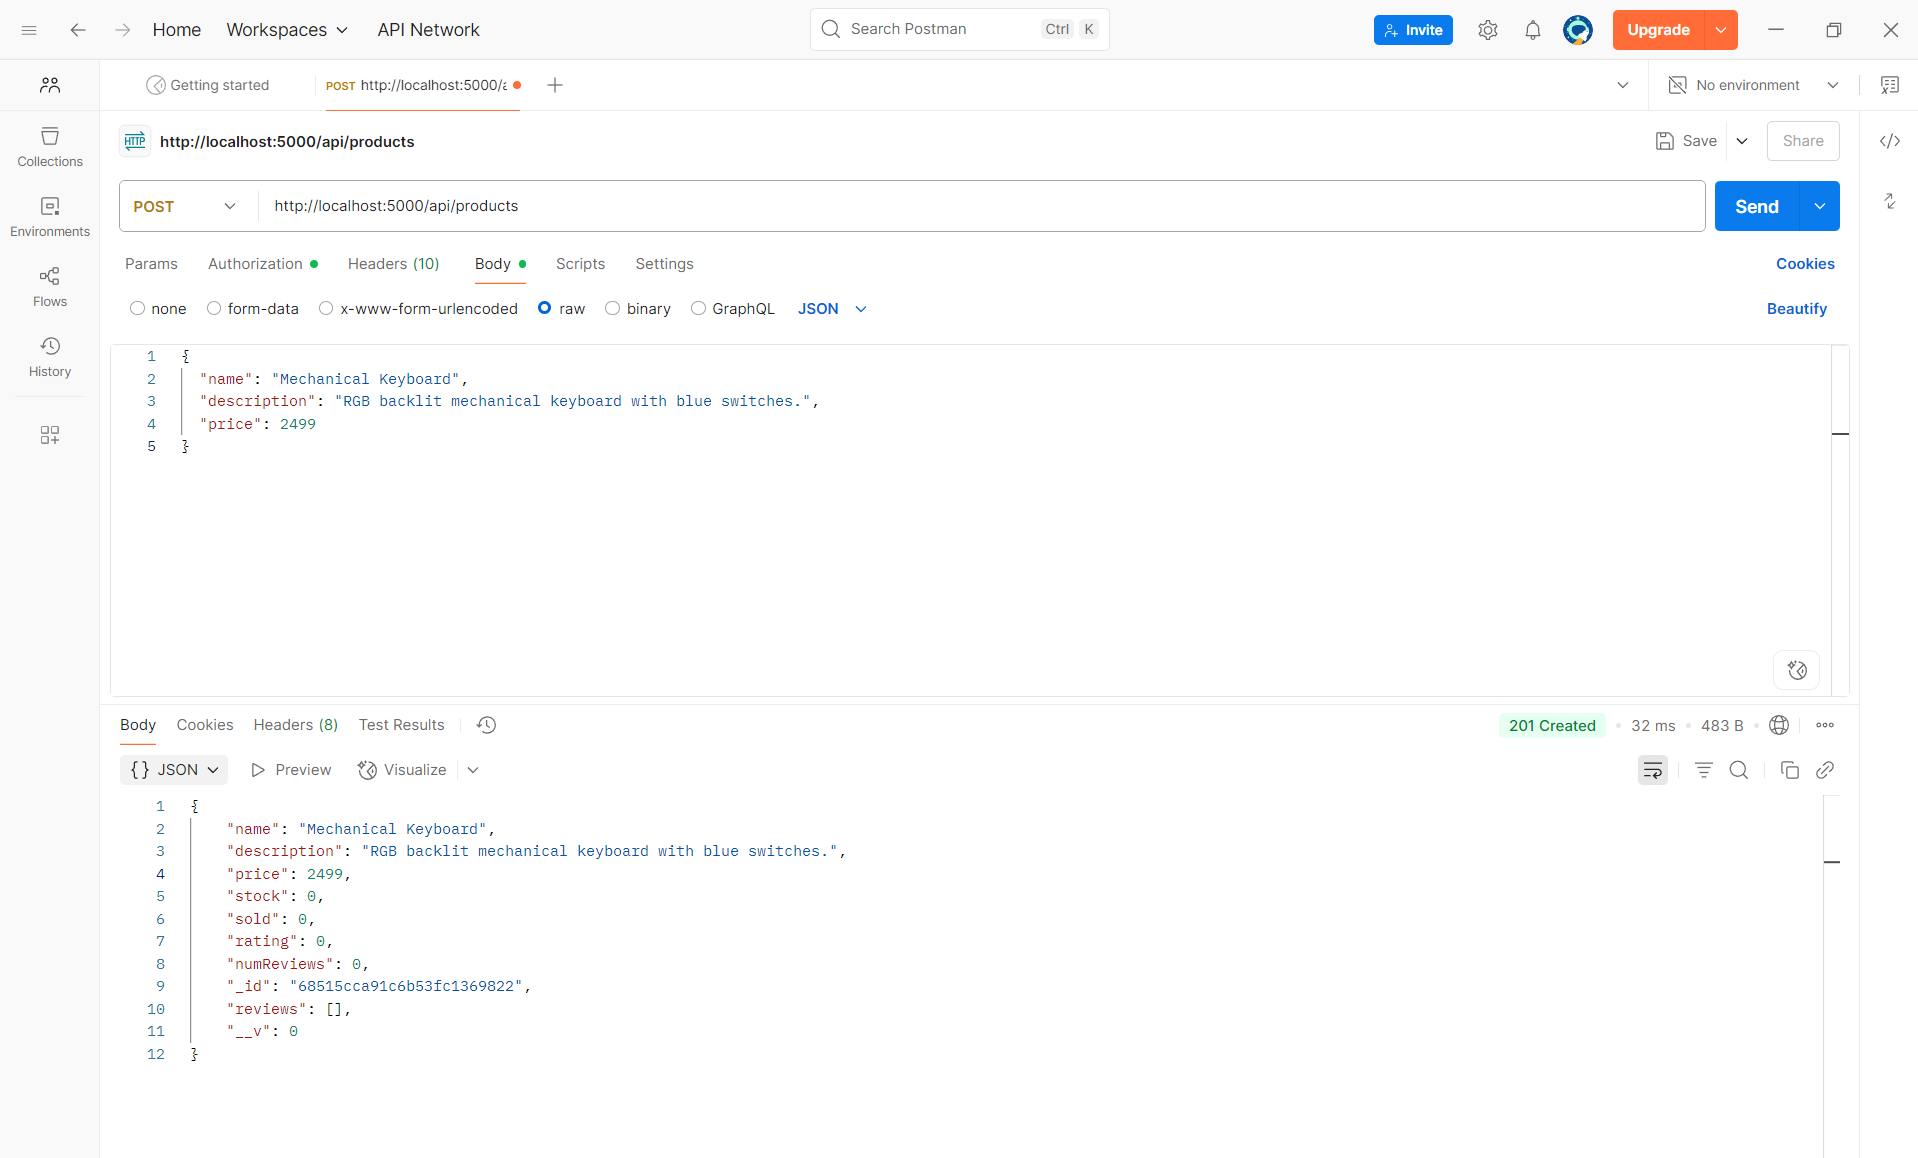 Home
Workspaces
API Network
Search Postman
Ctrl K
Invite
Upgrade
Getting started
POST http://localhost:5000/a
No environment
Collections
Environments
Flows
History
HTTP
http://localhost:5000/api/products
Save
Share
POST
http://localhost:5000/api/products
Send
Params
Authorization
Headers (10)
Body
Scripts
Settings
Cookies
none
form-data
x-www-form-urlencoded
raw
binary
GraphQL
JSON
Beautify
1 {
2 "name": "Mechanical Keyboard",
3 "description": "RGB backlit mechanical keyboard with blue switches.",
4 "price": 2499
5 }
Body
Cookies
Headers (8)
Test Results
201 Created
32 ms
483 B
{} JSON
Preview
Visualize
1 {
2 "name": "Mechanical Keyboard",
3 "description": "RGB backlit mechanical keyboard with blue switches.",
4 "price": 2499,
5 "stock": 0,
6 "sold": 0,
7 "rating": 0,
8 "numReviews": 0,
9 "_id": "68515cca91c6b53fc1369822",
10 "reviews": [],
11 "__v": 0
12 }